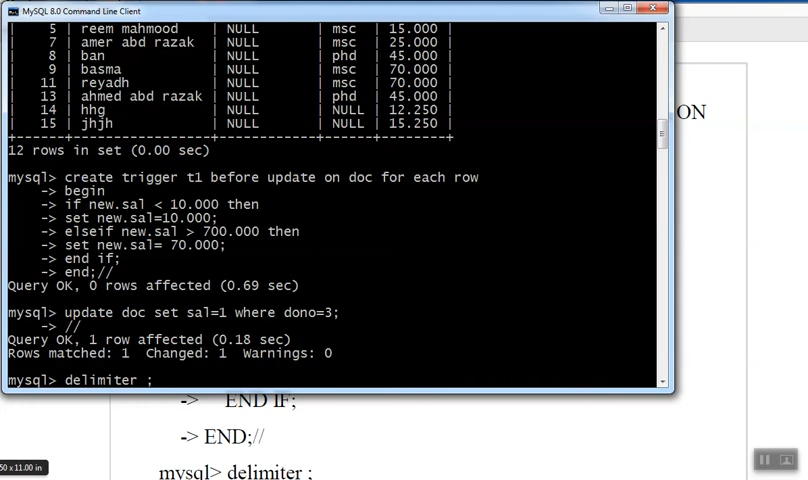 MySQL 8.0 Command Line Client
| 5 | reem mahmood | NULL | msc | 15.000 |
| 7 | amer abd razak | NULL | msc | 25.000 |
| 8 | ban | NULL | phd | 45.000 |
| 9 | basma | NULL | msc | 70.000 |
| 11 | reyadh | NULL | msc | 70.000 |
| 13 | ahmed abd razak | NULL | phd | 45.000 |
| 14 | hhg | NULL | NULL | 12.250 |
| 15 | jhjh | NULL | NULL | 15.250 |
+------+-----------------+------------+------+--------+
12 rows in set (0.00 sec)
mysql> create trigger t1 before update on doc for each row
-> begin
-> if new.sal < 10.000 then
-> set new.sal=10.000;
-> elseif new.sal > 700.000 then
-> set new.sal= 70.000;
-> end if;
-> end;//
Query OK, 0 rows affected (0.69 sec)
mysql> update doc set sal=1 where dono=3;
-> //
Query OK, 1 row affected (0.18 sec)
Rows matched: 1 Changed: 1 Warnings: 0
mysql> delimiter ;
ON
-> END IF;
-> END;//
mysql> delimiter ;
50 x 11.00 in